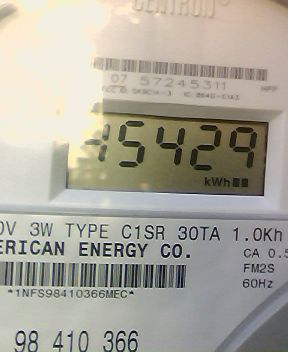 CENTRON
07 57245311
45429
kWh
0V 3W TYPE C1SR 30TA 1.0Kh
ERICAN ENERGY CO.
CA 0.5
FM2S
*1NFS98410366MEC*
60Hz
98 410 366